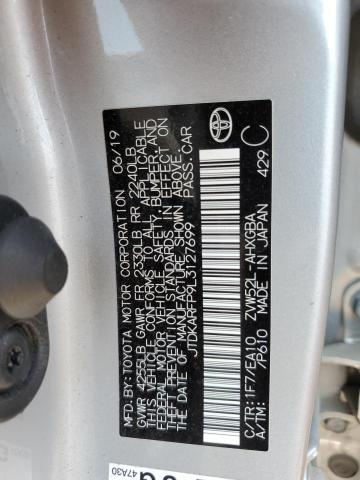 MFD.BY:TOYOTA MOTOR CORPORATION 06/19
GVWR 4255LB GAWR FR 2330LB RR 2240LB
THIS VEHICLE CONFORMS TO ALL APPLICABLE
FEDERAL MOTOR VEHICLE SAFETY,BUMPER,AND
THEFT PREVENTION STANDARDS IN EFFECT ON
THE DATE OF MANUFACTURE SHOWN ABOVE.
JTDKARFP9L3127699 PASS.CAR
C/TR:1F7/EA10 ZVW52L-AHXGBA
A/TM: /P610 MADE IN JAPAN 429 C
47A30